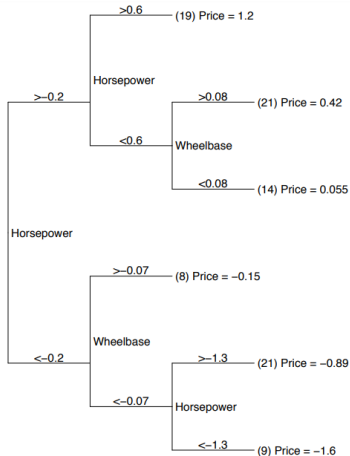 >0.6
(19) Price = 1.2
Horsepower
>−0.2
>0.08
(21) Price = 0.42
<0.6
Wheelbase
<0.08
(14) Price = 0.055
Horsepower
>−0.07
(8) Price = −0.15
Wheelbase
<−0.2
>−1.3
(21) Price = −0.89
<−0.07
Horsepower
<−1.3
(9) Price = −1.6